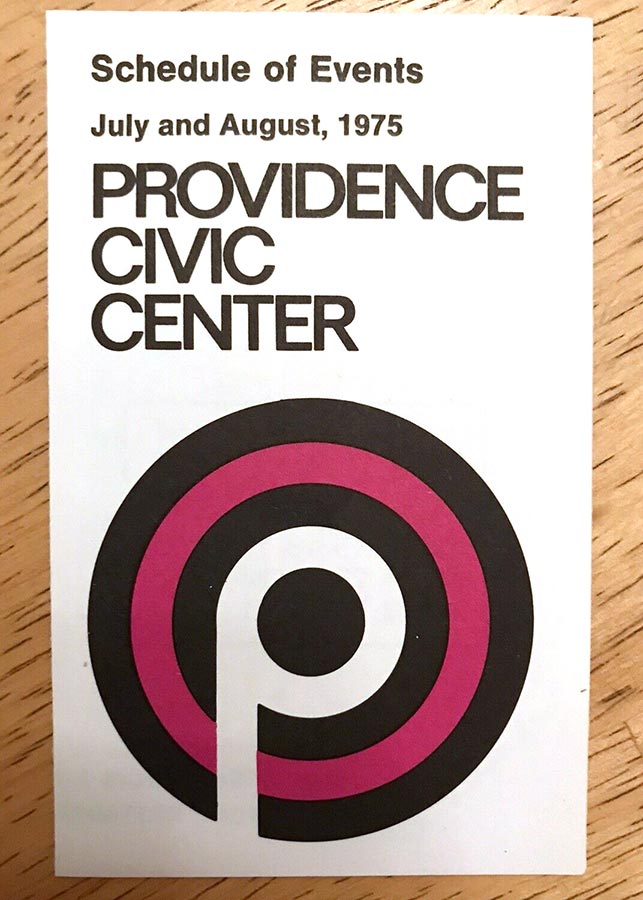 Schedule of Events
July and August, 1975
PROVIDENCE
CIVIC
CENTER
p